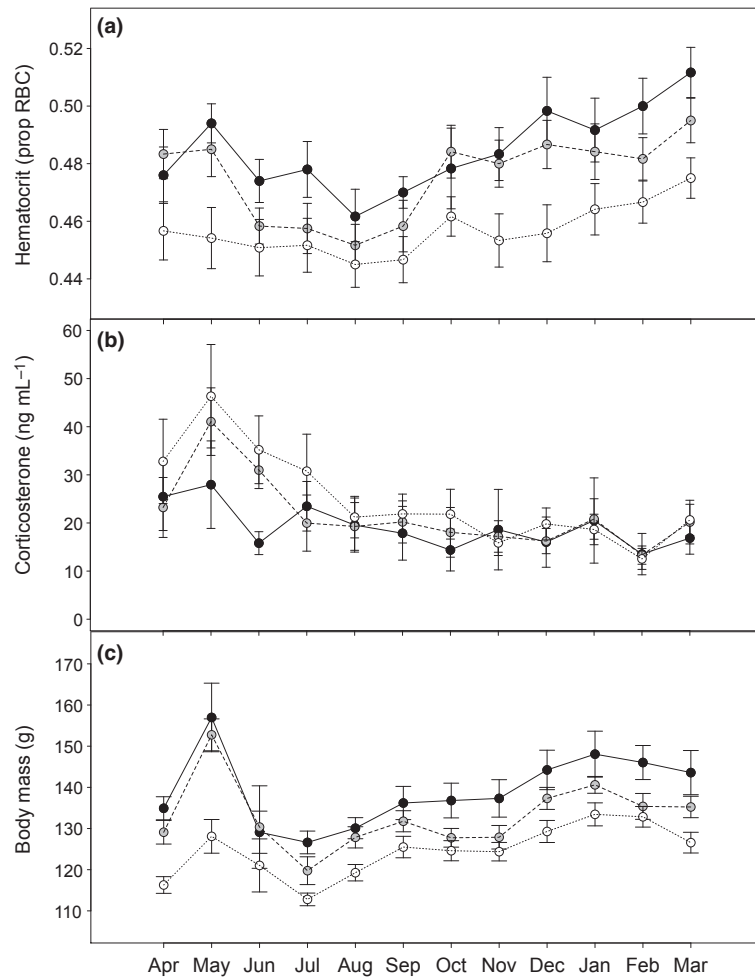 (a)
Hematocrit (prop RBC)
0.52
0.50
0.48
0.46
0.44
(b)
Corticosterone (ng mL⁻¹)
60
50
40
30
20
10
0
(c)
Body mass (g)
170
160
150
140
130
120
110
Apr May Jun Jul Aug Sep Oct Nov Dec Jan Feb Mar